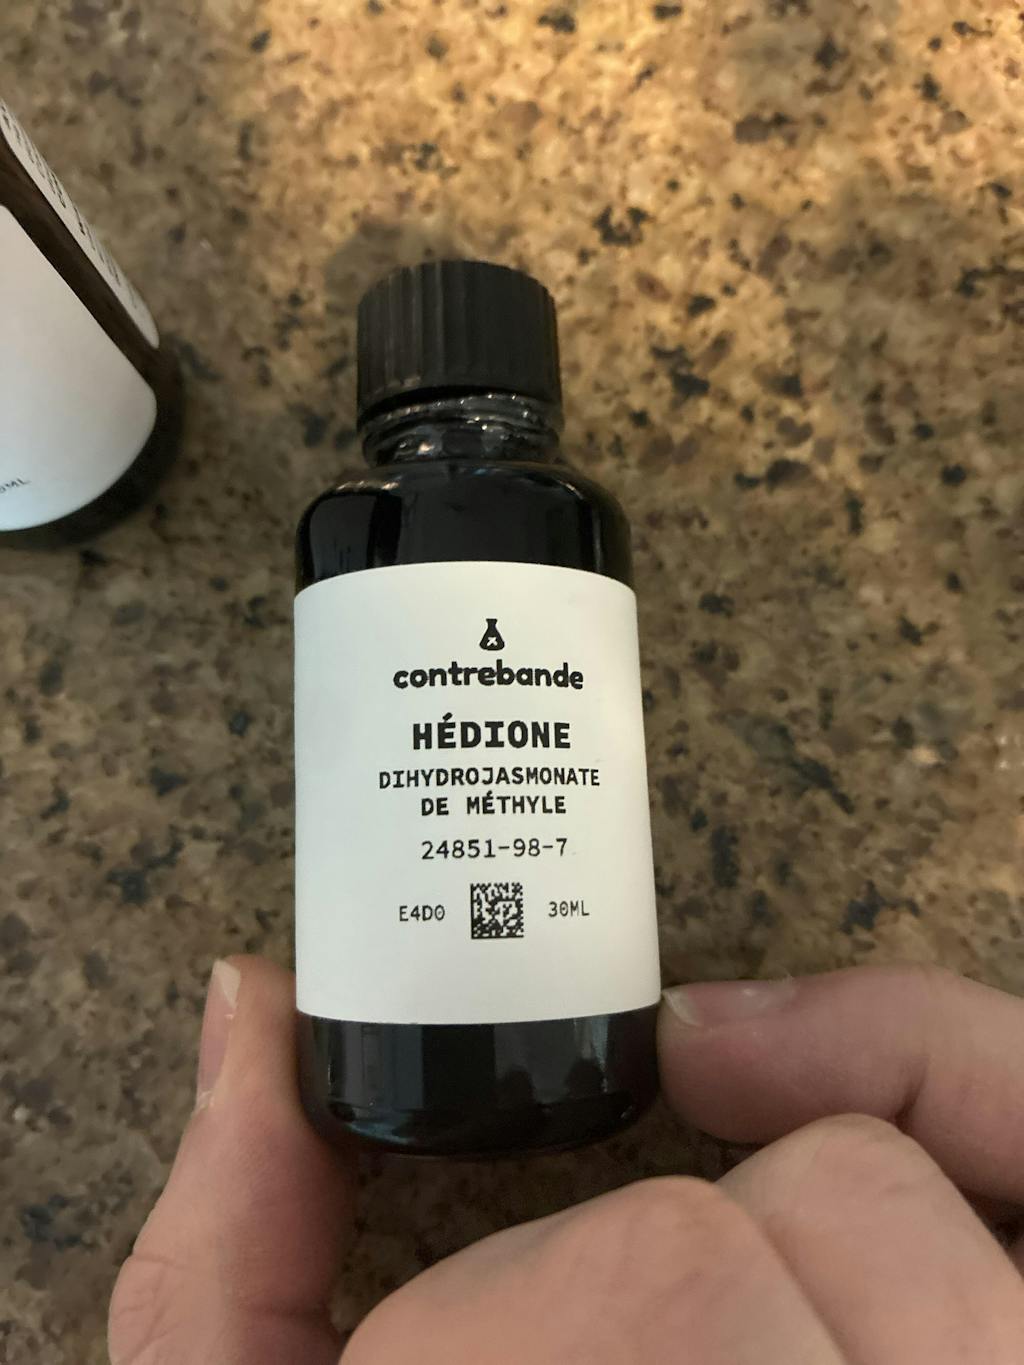 contrebande
HÉDIONE
DIHYDROJASMONATE
DE MÉTHYLE
24851-98-7
E4D0 30ML